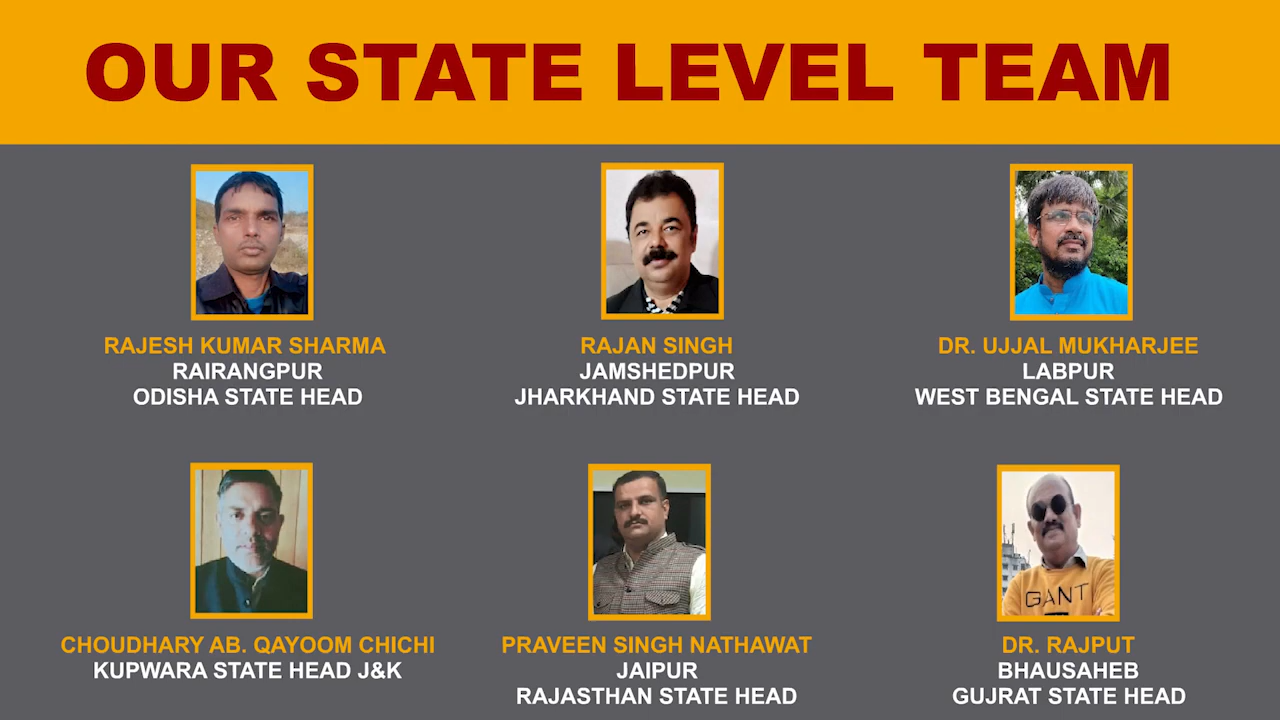 OUR STATE LEVEL TEAM
RAJESH KUMAR SHARMA
RAIRANGPUR
ODISHA STATE HEAD
RAJAN SINGH
JAMSHEDPUR
JHARKHAND STATE HEAD
DR. UJJAL MUKHARJEE
LABPUR
WEST BENGAL STATE HEAD
CHOUDHARY AB. QAYOOM CHICHI
KUPWARA STATE HEAD J&K
PRAVEEN SINGH NATHAWAT
JAIPUR
RAJASTHAN STATE HEAD
GANT
DR. RAJPUT
BHAUSAHEB
GUJRAT STATE HEAD